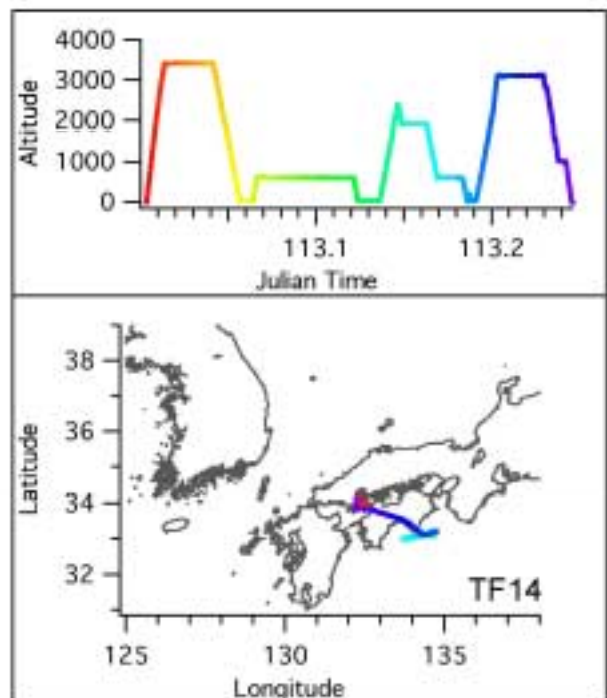 4000
3000
2000
1000
0
Altitude
113.1 113.2
Julian Time
38
36
34
32
Latitude
TF14
125 130 135
Longitude